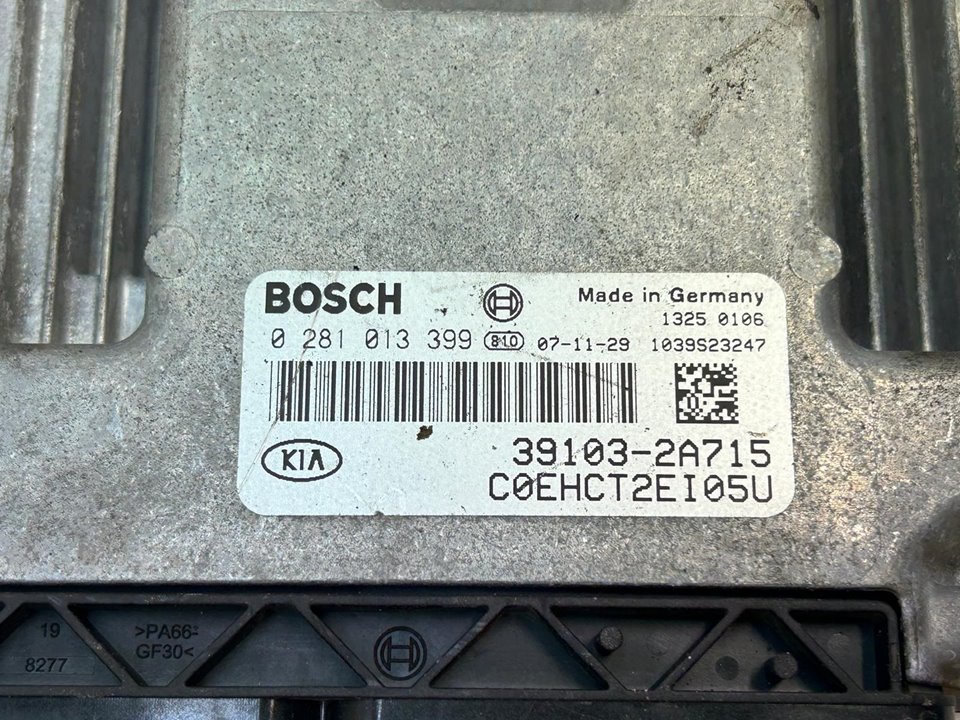 BOSCH Made in Germany
1325 0106
0 281 013 399 810 07-11-29 1039S23247
KIA 39103-2A715
C0EHCT2EI05U
19 >PA66-
8277 GF30<